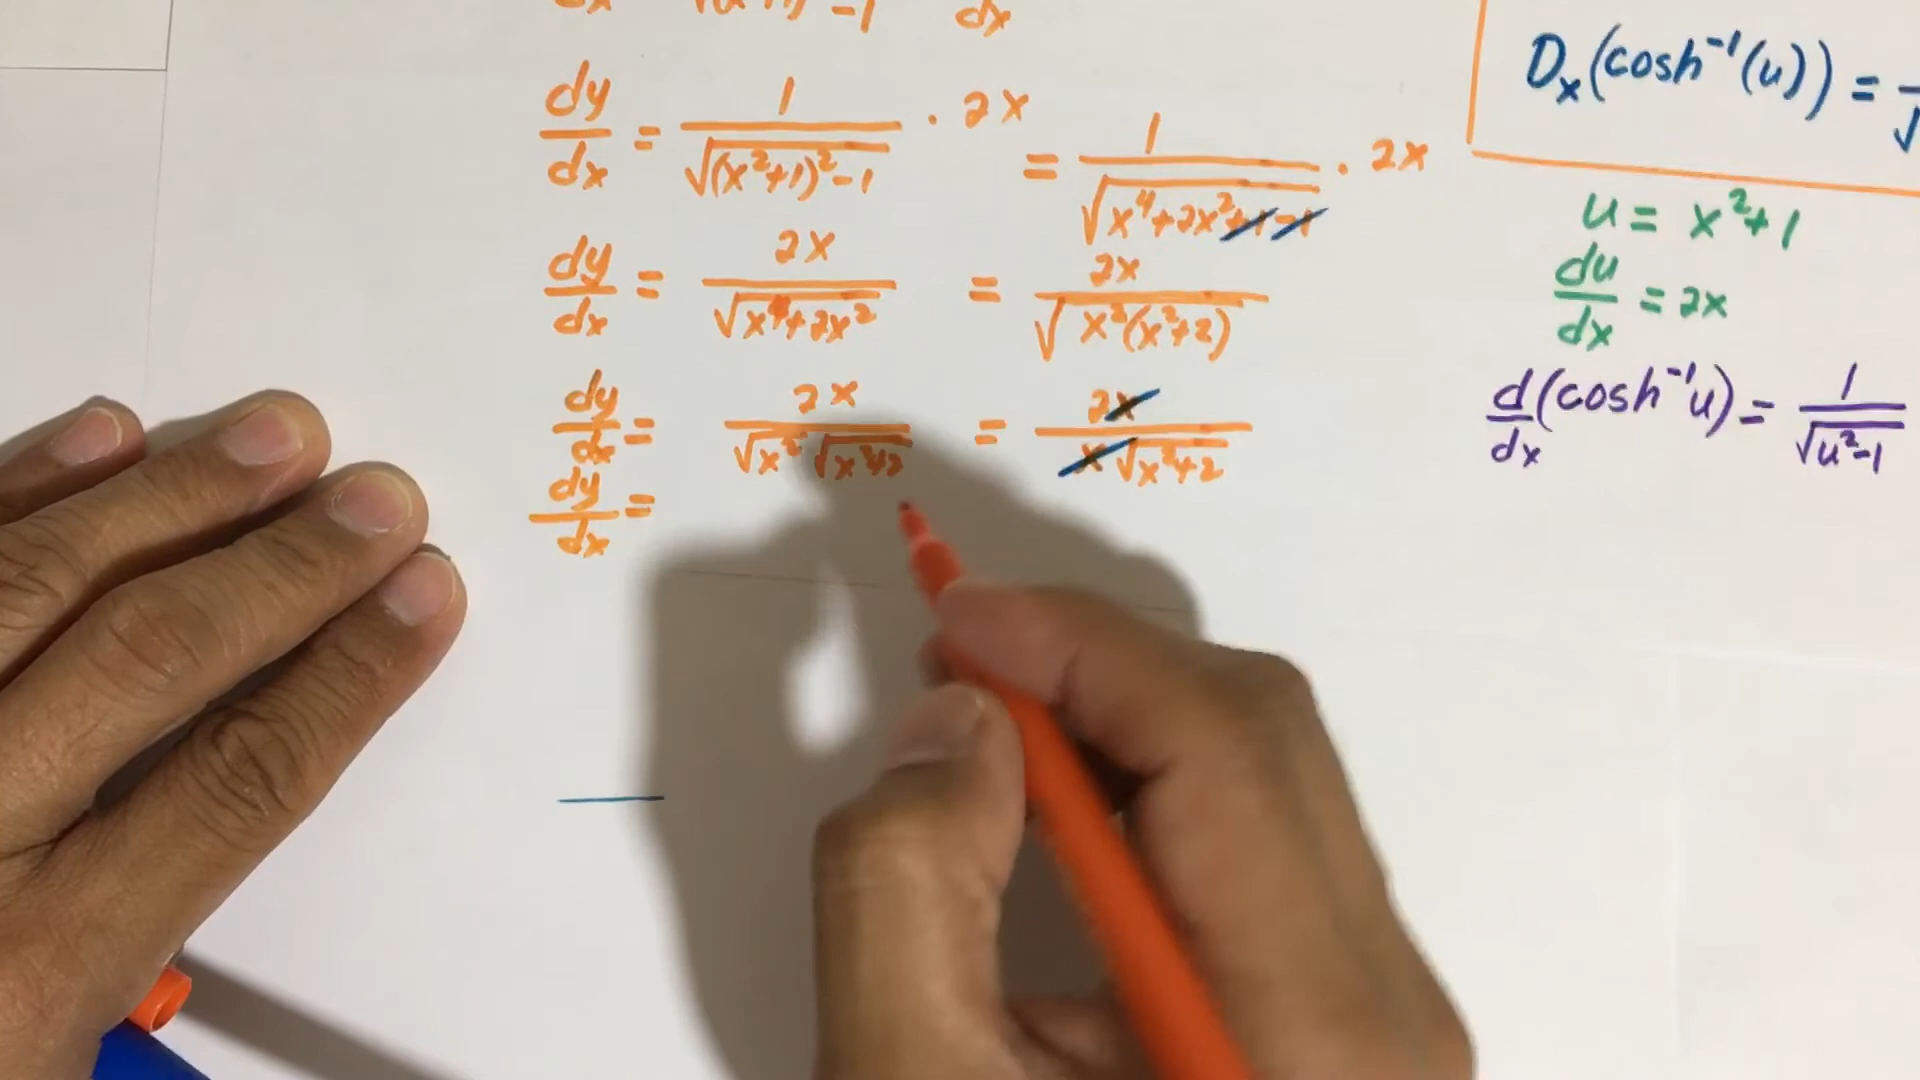 dy/dx = 1/√((x²+1)²-1) · 2x = 1/√(x⁴+2x²+1-1) · 2x
dy/dx = 2x/√(x⁴+2x²) = 2x/√(x²(x²+2))
dy/dx = 2x/(√x² √(x²+2)) = 2x/(x√(x²+2))
dy/dx =
Dₓ(cosh⁻¹(u)) =
u = x²+1
du/dx = 2x
d/dx(cosh⁻¹u) = 1/√(u²-1)